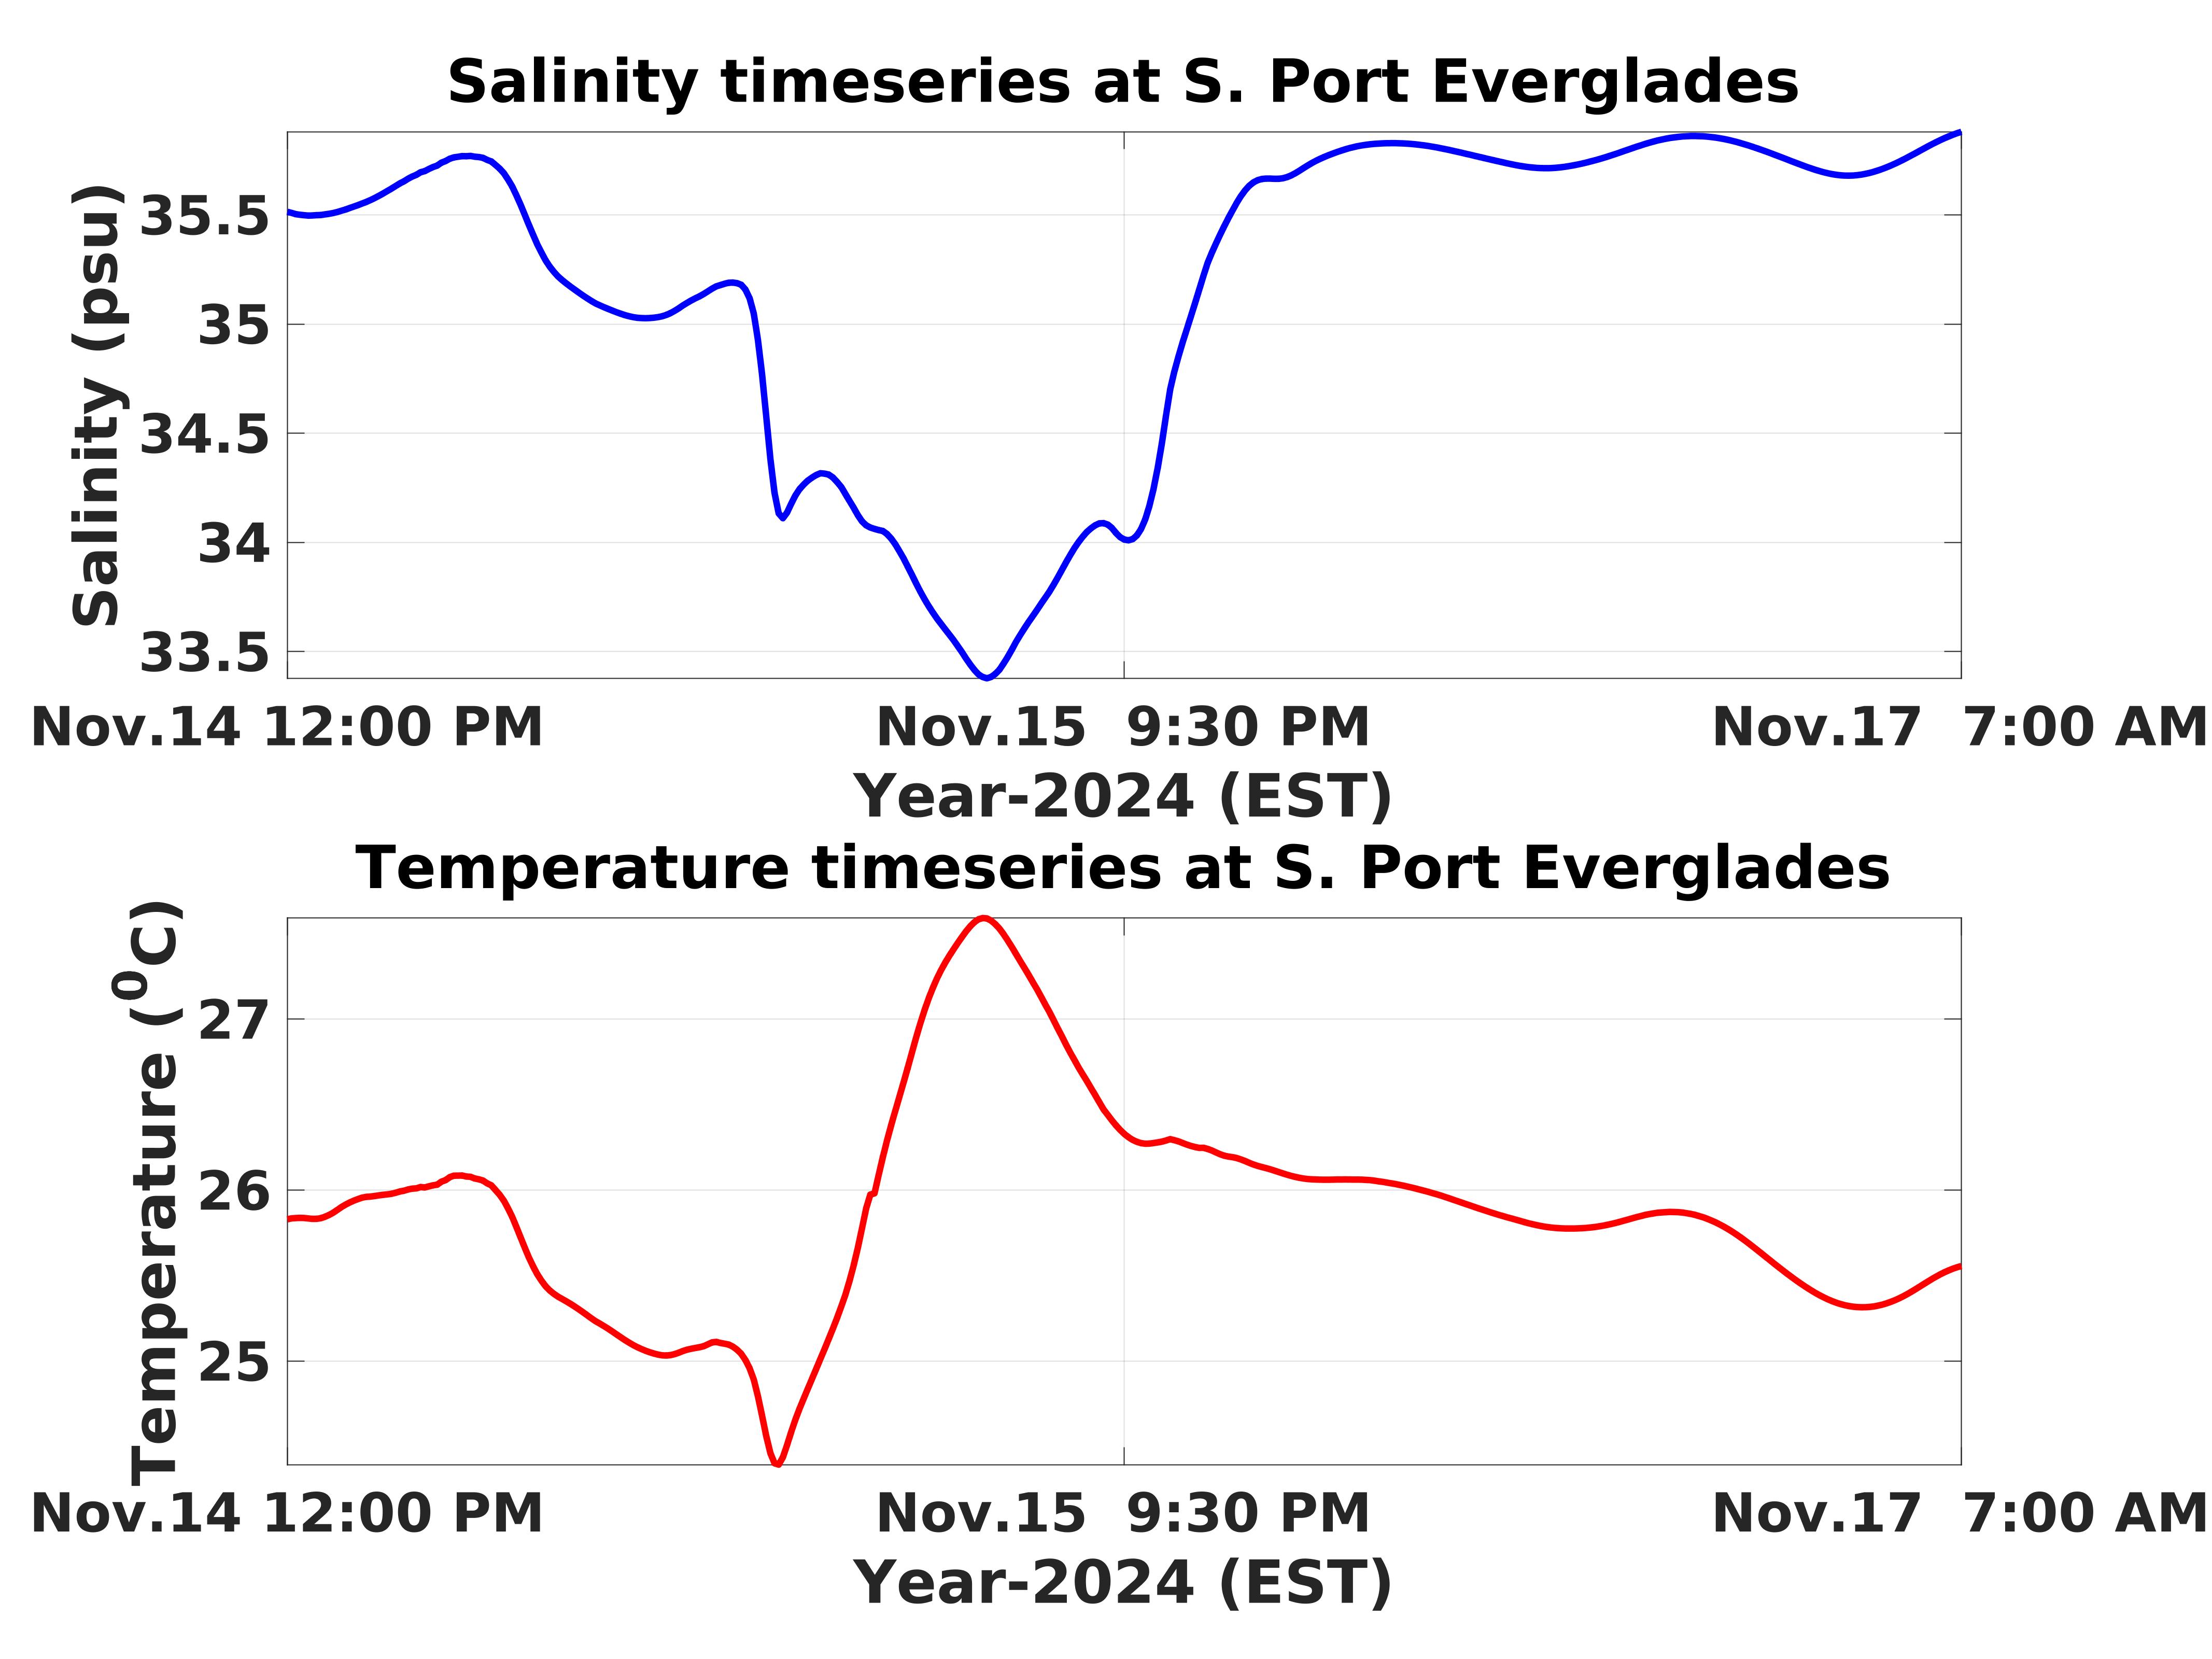 Salinity timeseries at S. Port Everglades
Salinity (psu)
35.5
35
34.5
34
33.5
Nov.14 12:00 PM Nov.15  9:30 PM Nov.17  7:00 AM
Year-2024 (EST)
Temperature timeseries at S. Port Everglades
Temperature (⁰C)
27
26
25
Nov.14 12:00 PM Nov.15  9:30 PM Nov.17  7:00 AM
Year-2024 (EST)